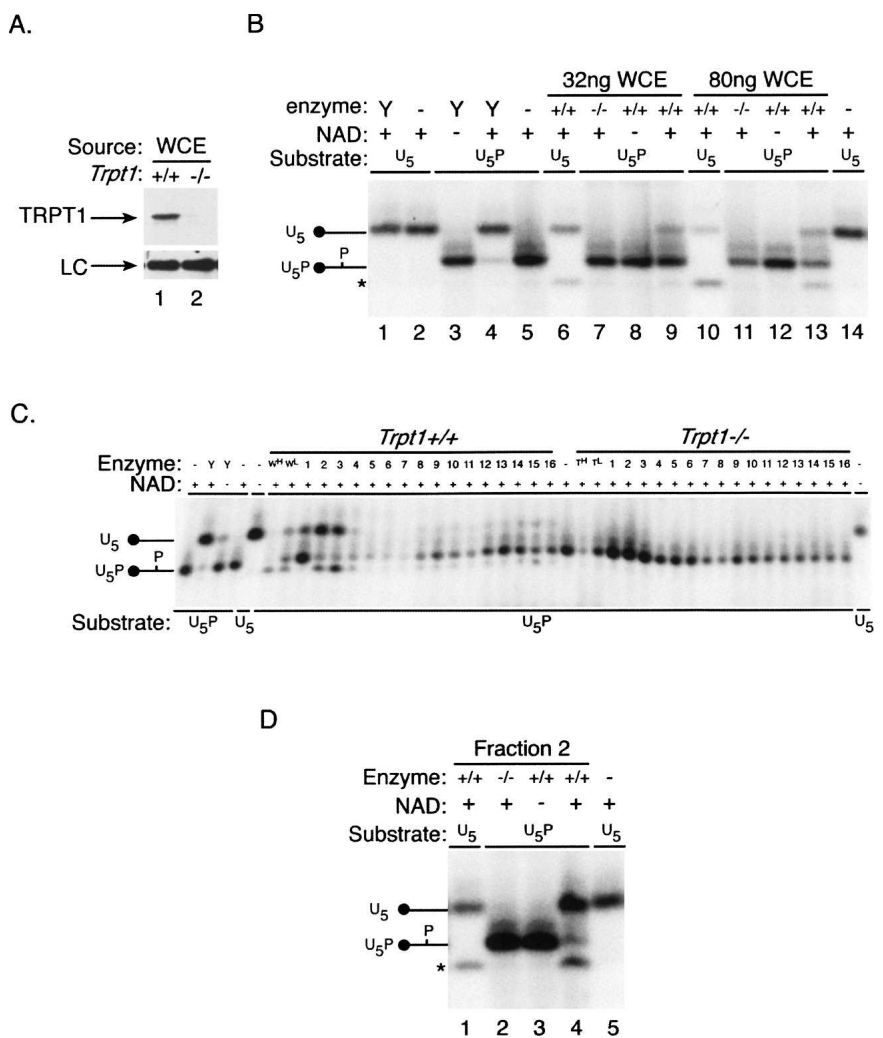 A.
Source: WCE
Trpt1: +/+ -/-
TRPT1
LC
1 2
B
32ng WCE 80ng WCE
enzyme: Y - Y Y - +/+ -/- +/+ +/+ +/+ -/- +/+ +/+ -
NAD: + + - + + + + - + + + - + +
Substrate: U5 U5P U5 U5P U5 U5P U5
U5
P
U5P
*
1 2 3 4 5 6 7 8 9 10 11 12 13 14
C.
Trpt1+/+ Trpt1-/-
Enzyme: - Y Y - - WH WL 1 2 3 4 5 6 7 8 9 10 11 12 13 14 15 16 - TH TL 1 2 3 4 5 6 7 8 9 10 11 12 13 14 15 16 -
NAD: + + - + - + + + + + + + + + + + + + + + + + + + + + + + + + + + + + + + + + + + + + -
U5
P
U5P
Substrate: U5P U5 U5P U5
D
Fraction 2
Enzyme: +/+ -/- +/+ +/+ -
NAD: + + - + +
Substrate: U5 U5P U5
U5
P
U5P
*
1 2 3 4 5